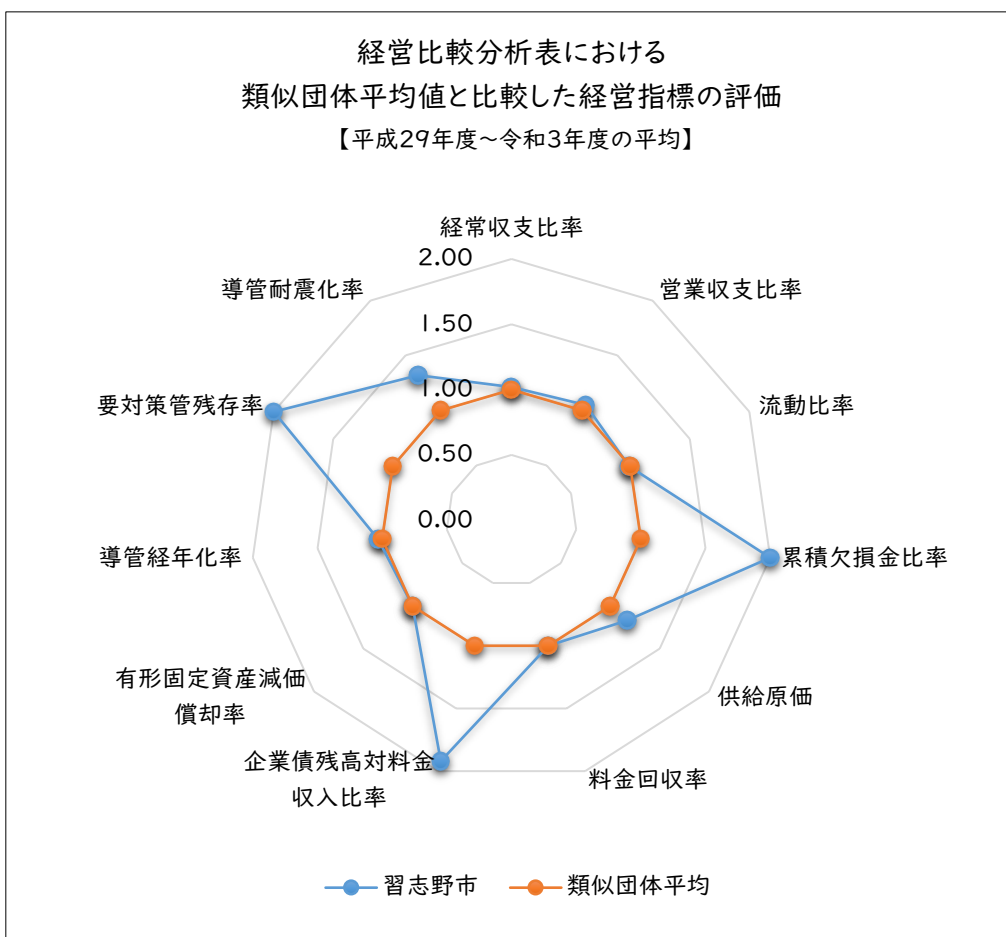 経営比較分析表における
類似団体平均値と比較した経営指標の評価
【平成29年度～令和3年度の平均】
経常収支比率
営業収支比率
流動比率
累積欠損金比率
供給原価
料金回収率
企業債残高対料金
収入比率
有形固定資産減価
償却率
導管経年化率
要対策管残存率
導管耐震化率
2.00
1.50
1.00
0.50
0.00
習志野市
類似団体平均